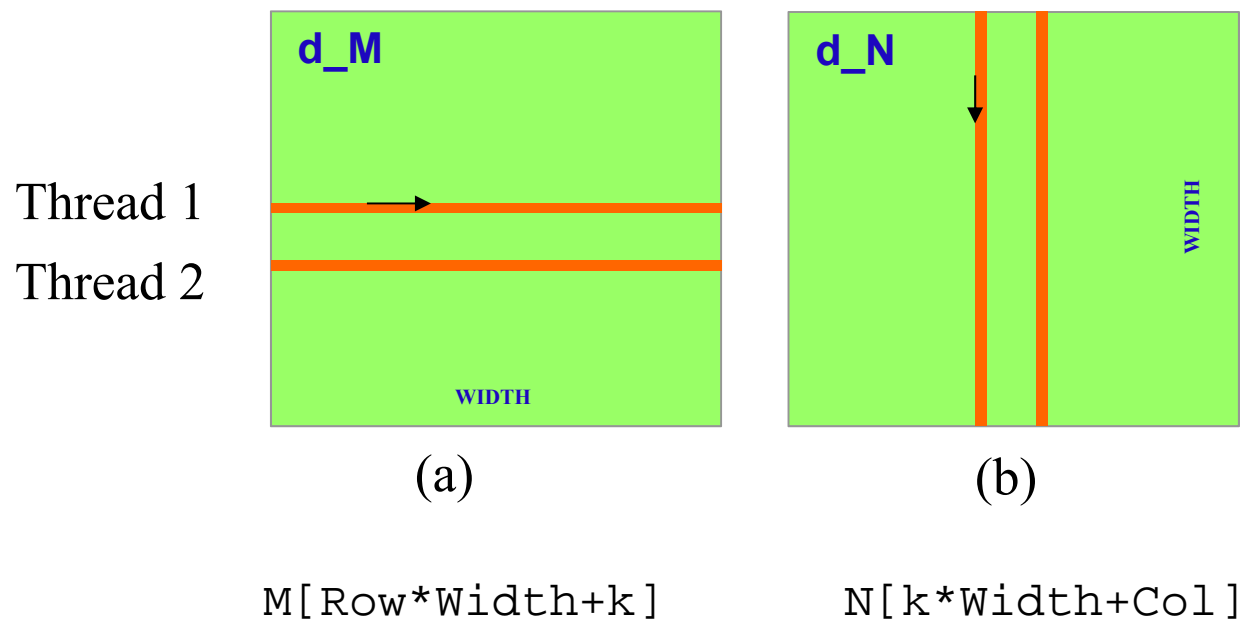 d_M
d_N
Thread 1
WIDTH
Thread 2
WIDTH
(a)
(b)
M[Row*Width+k]
N[k*Width+Col]